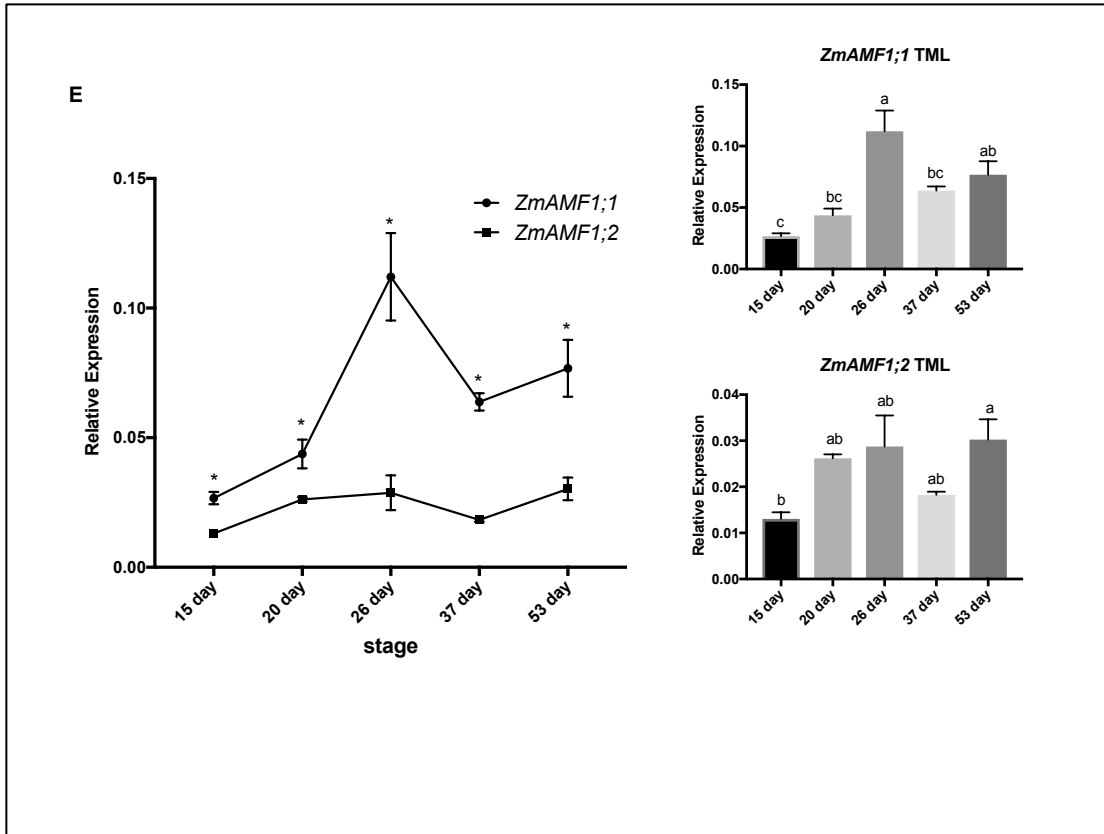 E
Relative Expression
0.15
0.10
0.05
0.00
*
*
*
*
*
ZmAMF1;1
ZmAMF1;2
15 day
20 day
26 day
37 day
53 day
stage
ZmAMF1;1 TML
Relative Expression
0.15
0.10
0.05
0.00
c
bc
a
bc
ab
15 day
20 day
26 day
37 day
53 day
ZmAMF1;2 TML
Relative Expression
0.04
0.03
0.02
0.01
0.00
b
ab
ab
ab
a
15 day
20 day
26 day
37 day
53 day